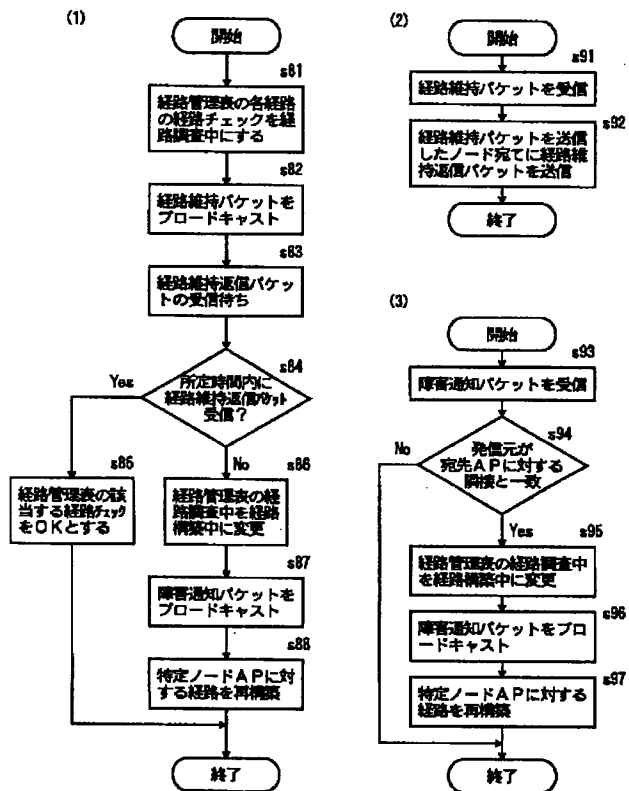 (1)
開始
s81
経路管理表の各経路
の経路チェックを経
路調査中にする
s82
経路維持パケットを
ブロードキャスト
s83
経路維持返信パケッ
トの受信待ち
s84
所定時間内に
経路維持返信パケット
受信？
Yes
No
s85
経路管理表の該
当する経路チェック
をOKとする
s86
経路管理表の経
路調査中を経路
構築中に変更
s87
障害通知パケットを
ブロードキャスト
s88
特定ノードAPに対
する経路を再構築
終了
(2)
開始
s91
経路維持パケットを受信
s92
経路維持パケットを送信
したノード宛てに経路維
持返信パケットを送信
終了
(3)
開始
s93
障害通知パケットを受信
s94
発信元が
宛先APに対する
隣接と一致
No
Yes
s95
経路管理表の経路調査中
を経路構築中に変更
s96
障害通知パケットをブロ
ードキャスト
s97
特定ノードAPに対する
経路を再構築
終了